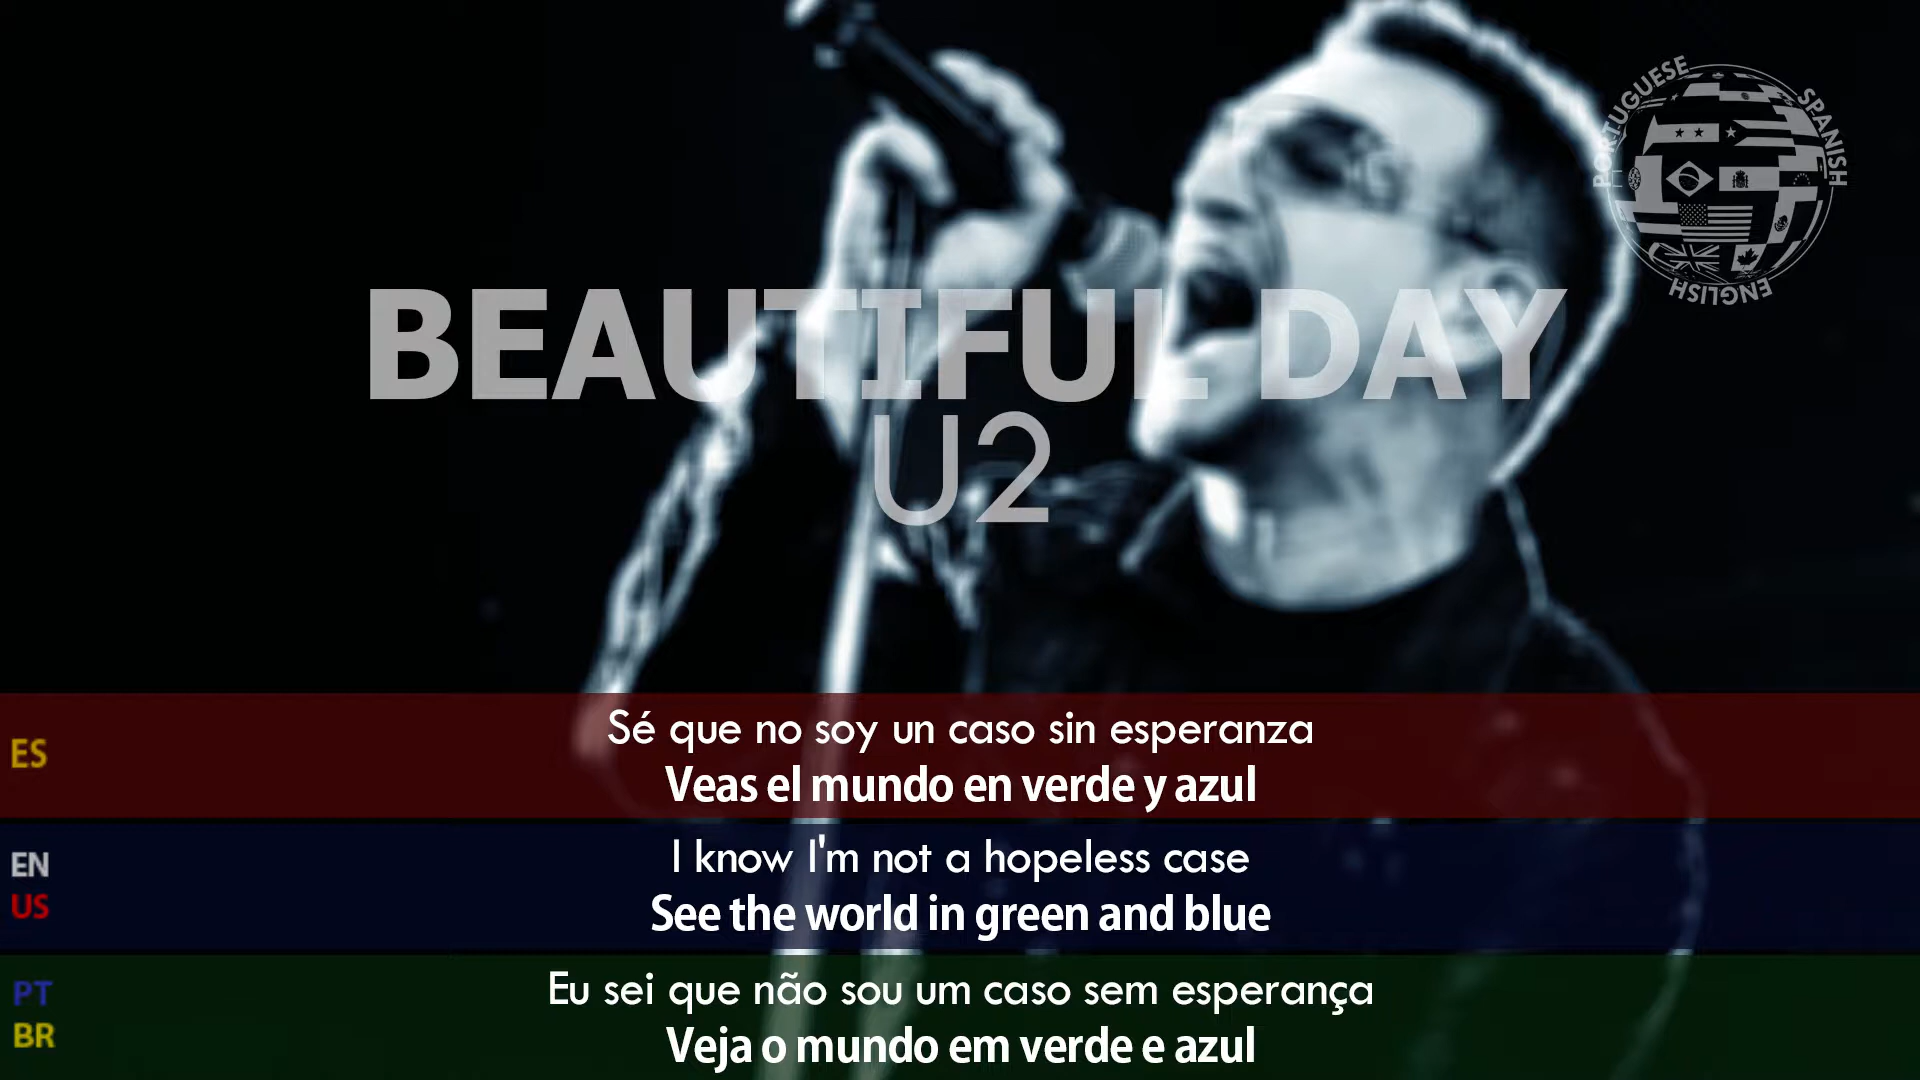 PORTUGUESE
SPANISH
ENGLISH
BEAUTIFUL DAY
U2
ES
Sé que no soy un caso sin esperanza
Veas el mundo en verde y azul
EN
US
I know I'm not a hopeless case
See the world in green and blue
PT
BR
Eu sei que não sou um caso sem esperança
Veja o mundo em verde e azul